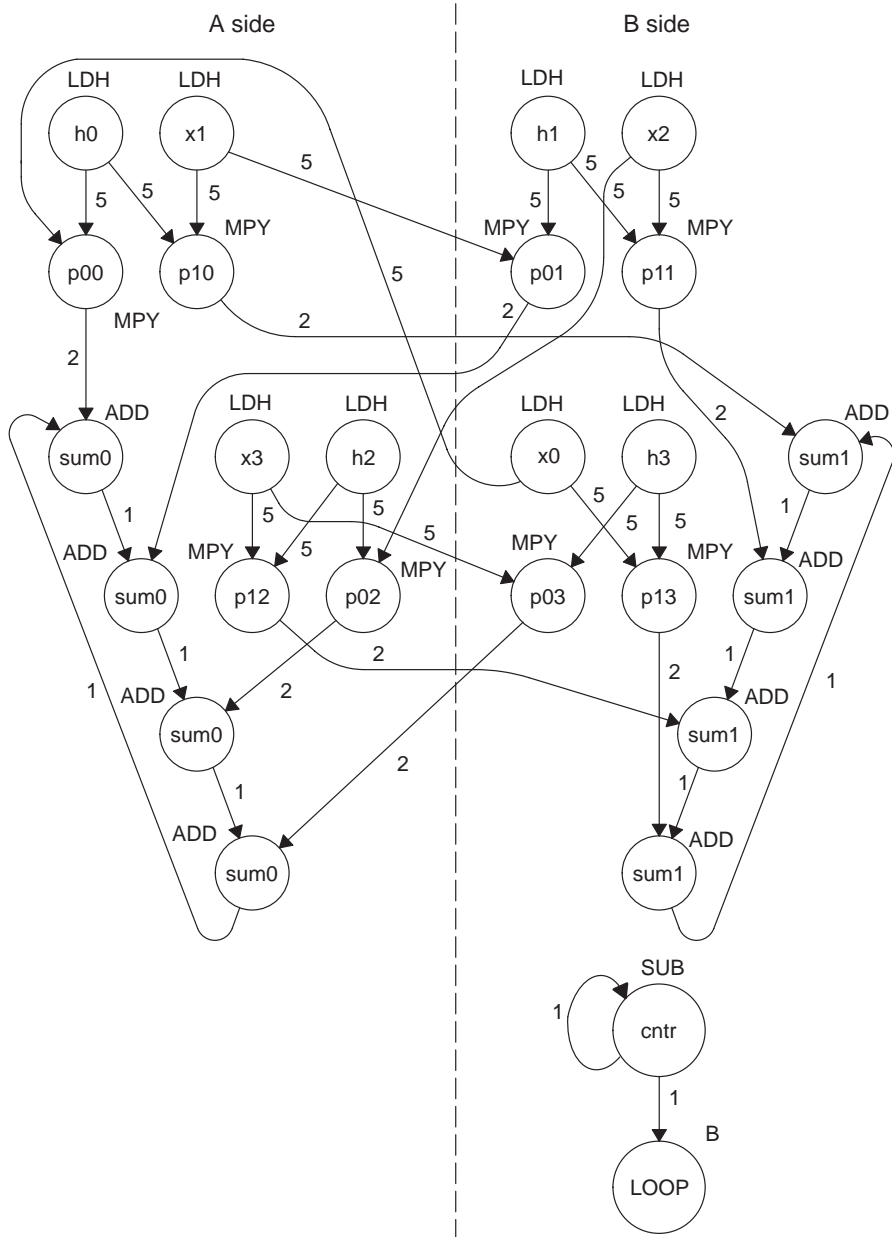 A side
B side
LDH
LDH
LDH
LDH
h0
x1
h1
x2
5
5
5
5
5
5
5
5
MPY
MPY
MPY
p00
p10
p01
p11
5
MPY
2
2
2
2
ADD
LDH
LDH
LDH
LDH
ADD
sum0
x3
h2
x0
h3
sum1
1
5
5
5
5
5
5
5
1
ADD
MPY
MPY
MPY
MPY
ADD
sum0
p12
p02
p03
p13
sum1
1
1
2
2
2
1
1
ADD
ADD
sum0
sum1
1
2
1
ADD
ADD
sum0
sum1
SUB
1
cntr
1
B
LOOP